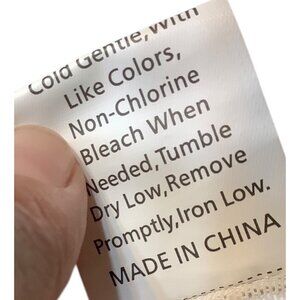 Cold Gentle,With
Like Colors,
Non-Chlorine
Bleach When
Needed,Tumble
Dry Low,Remove
Promptly,Iron Low.
MADE IN CHINA